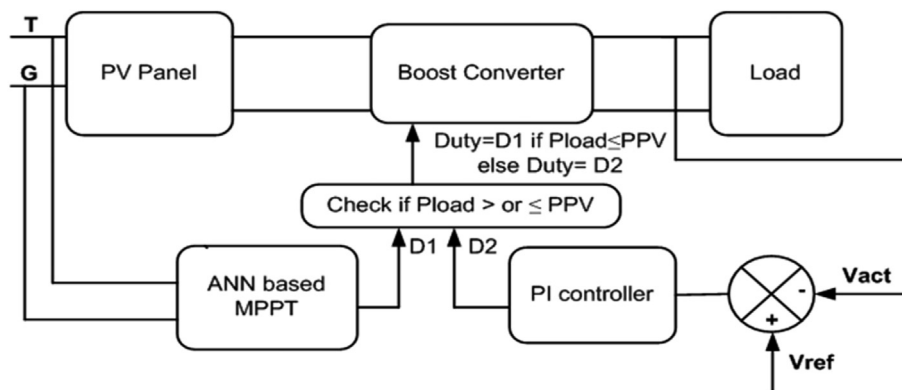 T
G
PV Panel
Boost Converter
Load
Duty=D1 if Pload≤PPV
else Duty= D2
Check if Pload > or ≤ PPV
D1
D2
ANN based
MPPT
PI controller
-
+
Vact
Vref